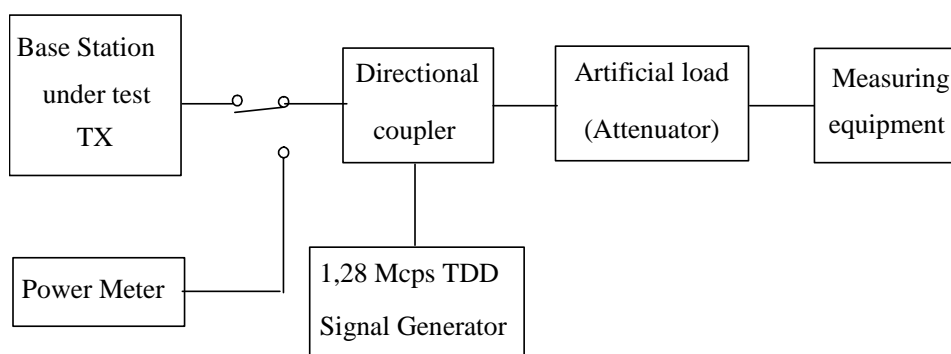 Base Station
under test
TX
Directional
coupler
Artificial load
(Attenuator)
Measuring
equipment
Power Meter
1,28 Mcps TDD
Signal Generator